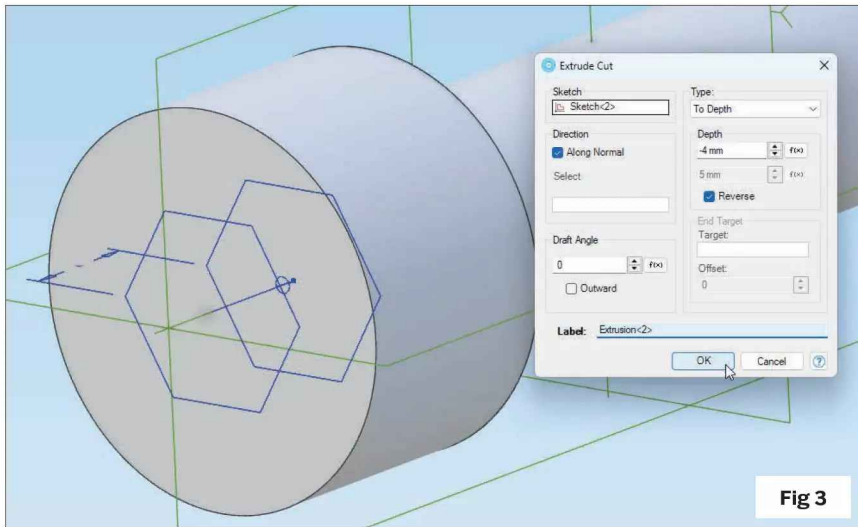 Extrude Cut
Sketch
Sketch<2>
Direction
Along Normal
Select
Draft Angle
0
f(x)
Outward
Type:
To Depth
Depth
-4 mm
f(x)
5 mm
f(x)
Reverse
End Target
Target:
Offset:
0
Label:
Extrusion<2>
OK
Cancel
?
Fig 3